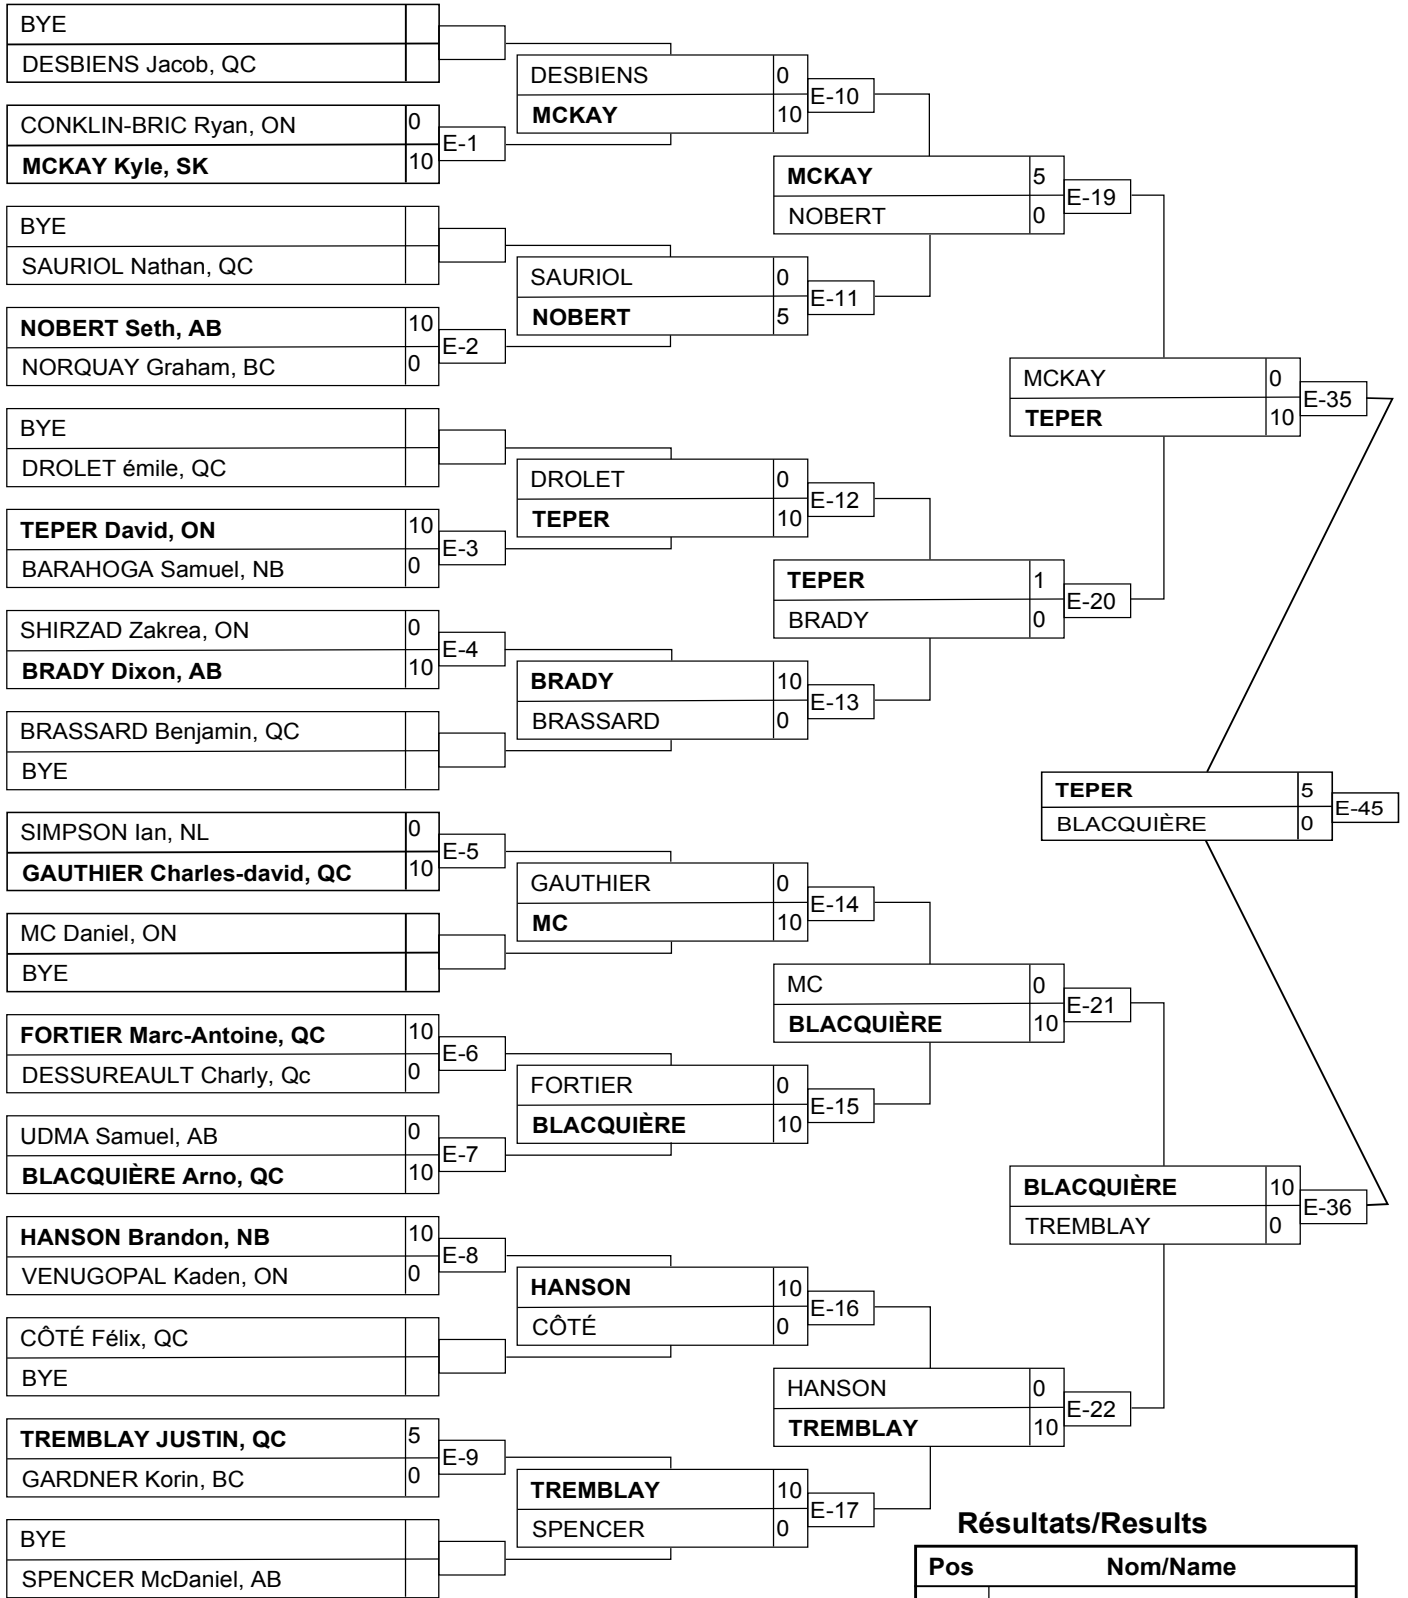 BYE
DESBIENS Jacob, QC
CONKLIN-BRIC Ryan, ON 0
MCKAY Kyle, SK 10
E-1
BYE
SAURIOL Nathan, QC
NOBERT Seth, AB 10
NORQUAY Graham, BC 0
E-2
BYE
DROLET émile, QC
TEPER David, ON 10
BARAHOGA Samuel, NB 0
E-3
SHIRZAD Zakrea, ON 0
BRADY Dixon, AB 10
E-4
BRASSARD Benjamin, QC
BYE
SIMPSON Ian, NL 0
GAUTHIER Charles-david, QC 10
E-5
MC Daniel, ON
BYE
FORTIER Marc-Antoine, QC 10
DESSUREAULT Charly, Qc 0
E-6
UDMA Samuel, AB 0
BLACQUIÈRE Arno, QC 10
E-7
HANSON Brandon, NB 10
VENUGOPAL Kaden, ON 0
E-8
CÔTÉ Félix, QC
BYE
TREMBLAY JUSTIN, QC 5
GARDNER Korin, BC 0
E-9
BYE
SPENCER McDaniel, AB
DESBIENS 0
MCKAY 10
E-10
SAURIOL 0
NOBERT 5
E-11
DROLET 0
TEPER 10
E-12
BRADY 10
BRASSARD 0
E-13
GAUTHIER 0
MC 10
E-14
FORTIER 0
BLACQUIÈRE 10
E-15
HANSON 10
CÔTÉ 0
E-16
TREMBLAY 10
SPENCER 0
E-17
MCKAY 5
NOBERT 0
E-19
TEPER 1
BRADY 0
E-20
MC 0
BLACQUIÈRE 10
E-21
HANSON 0
TREMBLAY 10
E-22
MCKAY 0
TEPER 10
E-35
BLACQUIÈRE 10
TREMBLAY 0
E-36
TEPER 5
BLACQUIÈRE 0
E-45
Résultats/Results
Pos Nom/Name